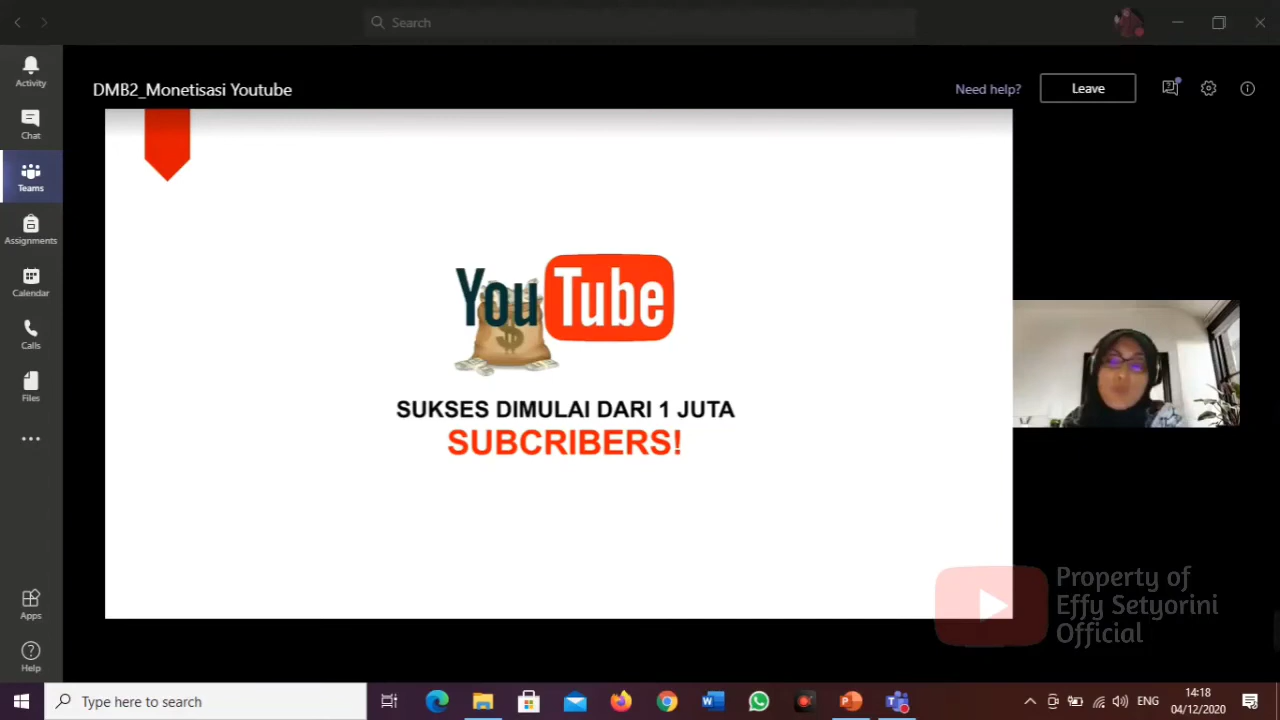 Search
Activity
Chat
Teams
Assignments
Calendar
Calls
Files
Apps
Help
DMB2_Monetisasi Youtube
Need help?
Leave
YouTube
$
SUKSES DIMULAI DARI 1 JUTA
SUBCRIBERS!
Property of
Effy Setyorini
Official
Type here to search
ENG
14:18
04/12/2020